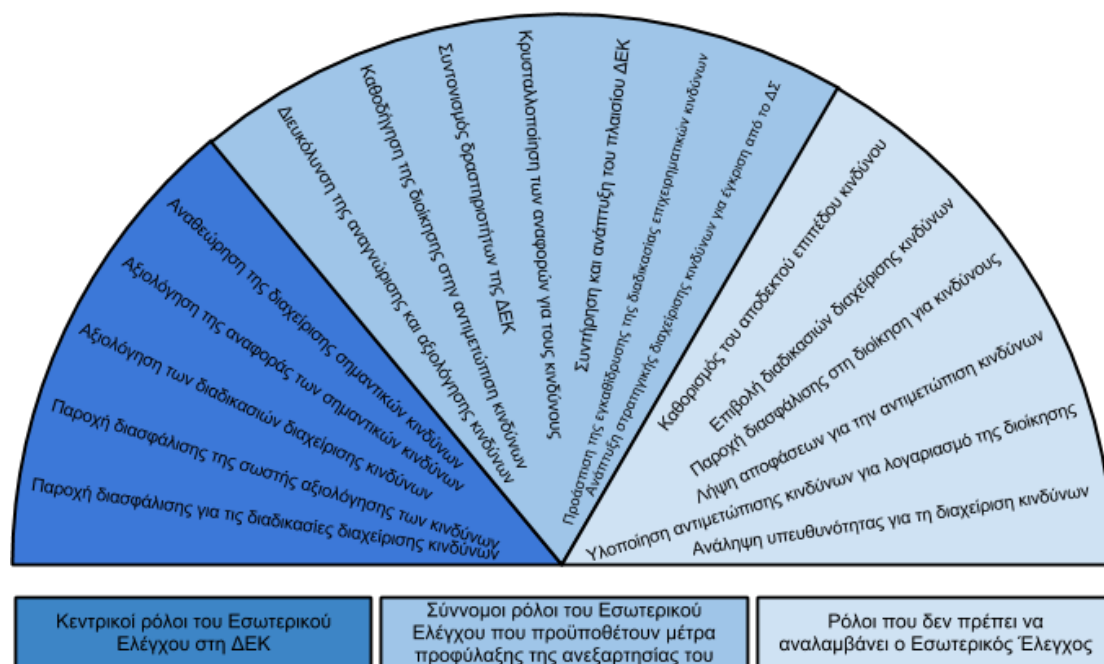 Παροχή διασφάλισης για τις διαδικασίες διαχείρισης κινδύνων
Παροχή διασφάλισης της σωστής αξιολόγησης των κινδύνων
Αξιολόγηση των διαδικασιών διαχείρισης κινδύνων
Αξιολόγηση της αναφοράς των σημαντικών κινδύνων
Αναθεώρηση της διαχείρισης σημαντικών κινδύνων
Διευκόλυνση της αναγνώρισης και αξιολόγησης κινδύνων
Καθοδήγηση της διοίκησης στην αντιμετώπιση κινδύνων
Συντονισμός δραστηριοτήτων της ΔΕΚ
Κρυσταλλοποίηση των αναφορών για τους κινδύνους
Συντήρηση και ανάπτυξη του πλαισίου ΔΕΚ
Προάσπιση της εγκαθίδρυσης της διαδικασίας επιχειρηματικών κινδύνων
Ανάπτυξη στρατηγικής διαχείρισης κινδύνων για έγκριση από το ΔΣ
Καθορισμός του αποδεκτού επιπέδου κινδύνου
Επιβολή διαδικασιών διαχείρισης κινδύνων
Παροχή διασφάλισης στη διοίκηση για κινδύνους
Λήψη αποφάσεων για την αντιμετώπιση κινδύνων
Υλοποίηση αντιμετώπισης κινδύνων για λογαριασμό της διοίκησης
Ανάληψη υπευθυνότητας για τη διαχείριση κινδύνων
Κεντρικοί ρόλοι του Εσωτερικού
Ελέγχου στη ΔΕΚ
Σύννομοι ρόλοι του Εσωτερικού
Ελέγχου που προϋποθέτουν μέτρα
προφύλαξης της ανεξαρτησίας του
Ρόλοι που δεν πρέπει να
αναλαμβάνει ο Εσωτερικός Έλεγχος